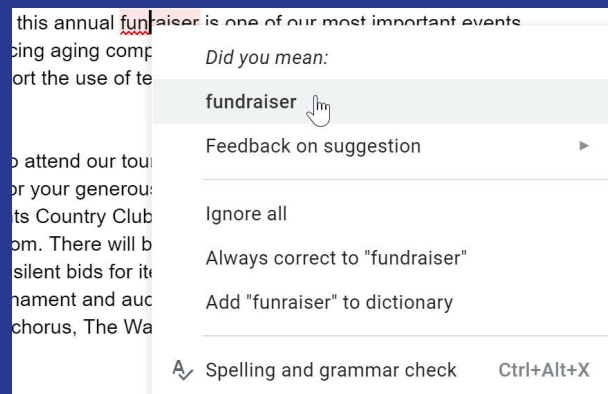 this annual funraiser is one of our most important events
cing aging comp
ort the use of te
o attend our tour
or your generous
ts Country Club
om. There will b
silent bids for ite
nament and auc
chorus, The Wa
Did you mean:
fundraiser
Feedback on suggestion
Ignore all
Always correct to "fundraiser"
Add "funraiser" to dictionary
Spelling and grammar check Ctrl+Alt+X